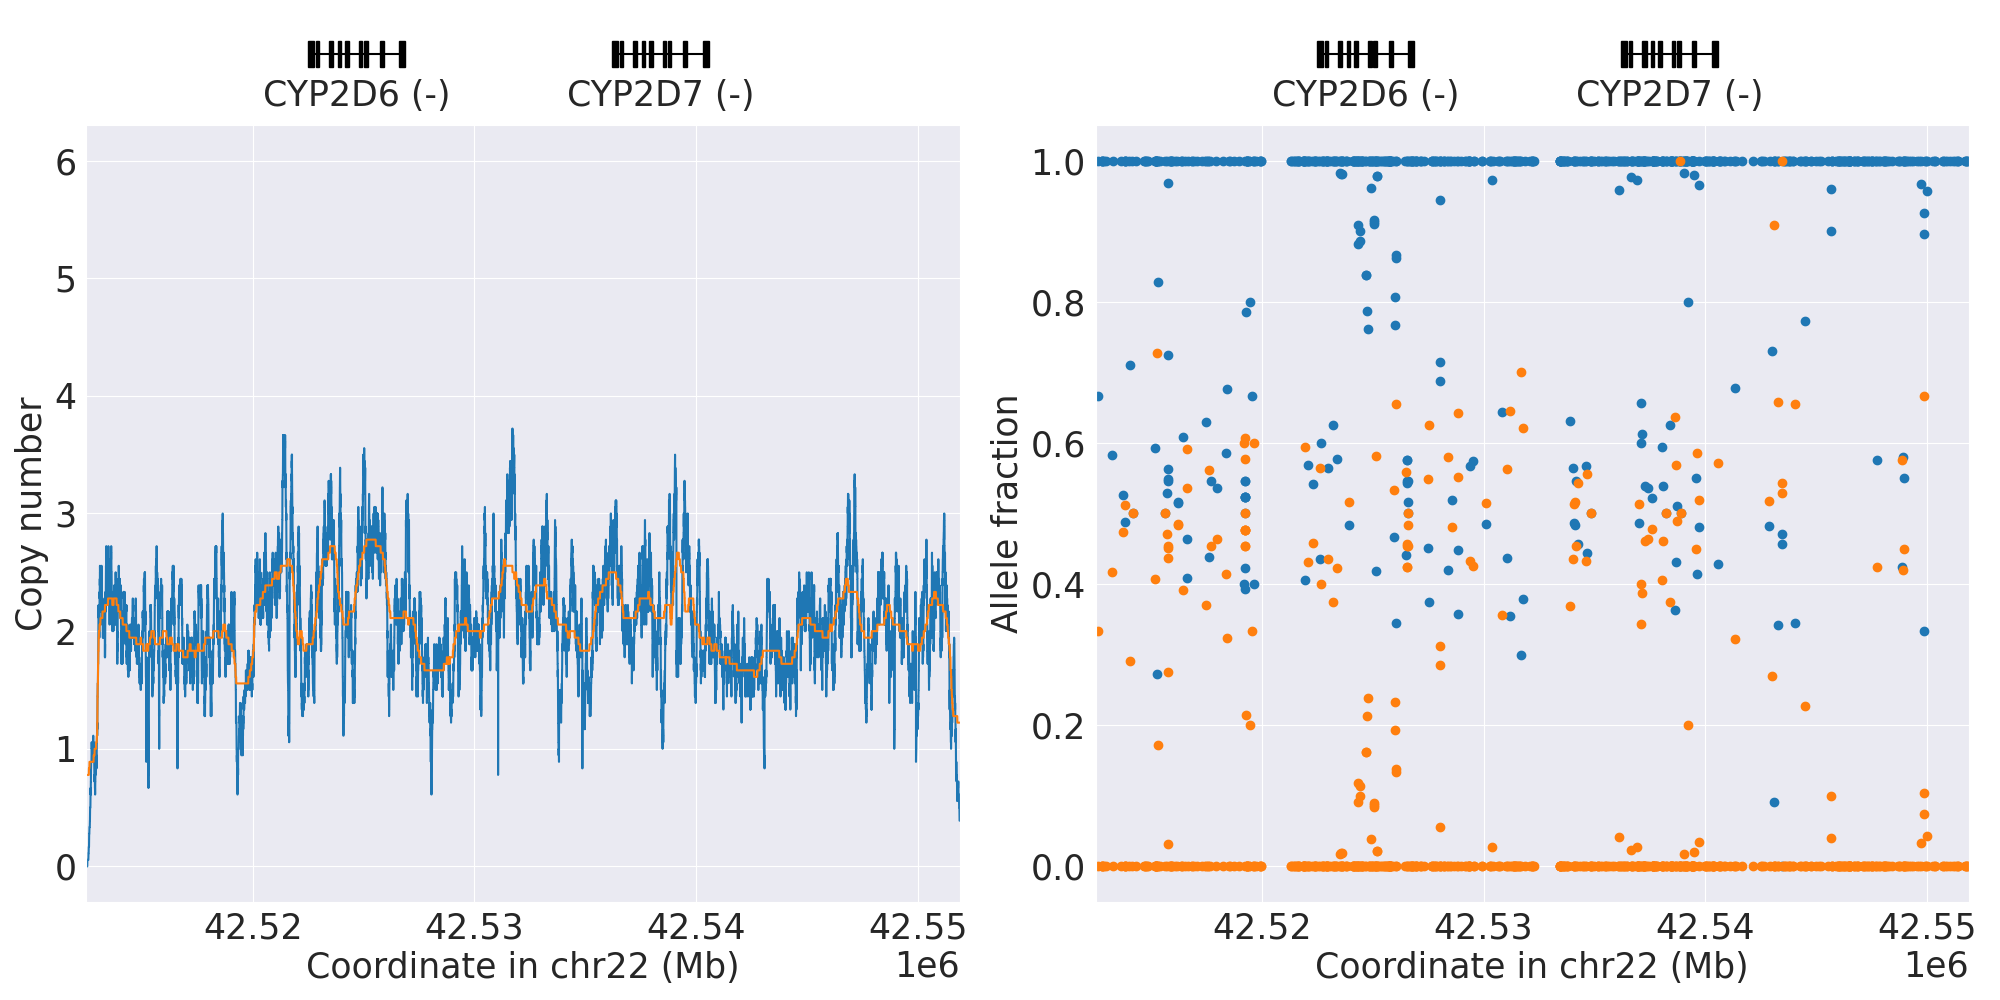 CYP2D6 (-) CYP2D7 (-)
6
5
4
3
2
1
0
Copy number
42.52 42.53 42.54 42.55
Coordinate in chr22 (Mb) 1e6
CYP2D6 (-) CYP2D7 (-)
1.0
0.8
0.6
0.4
0.2
0.0
Allele fraction
42.52 42.53 42.54 42.55
Coordinate in chr22 (Mb) 1e6